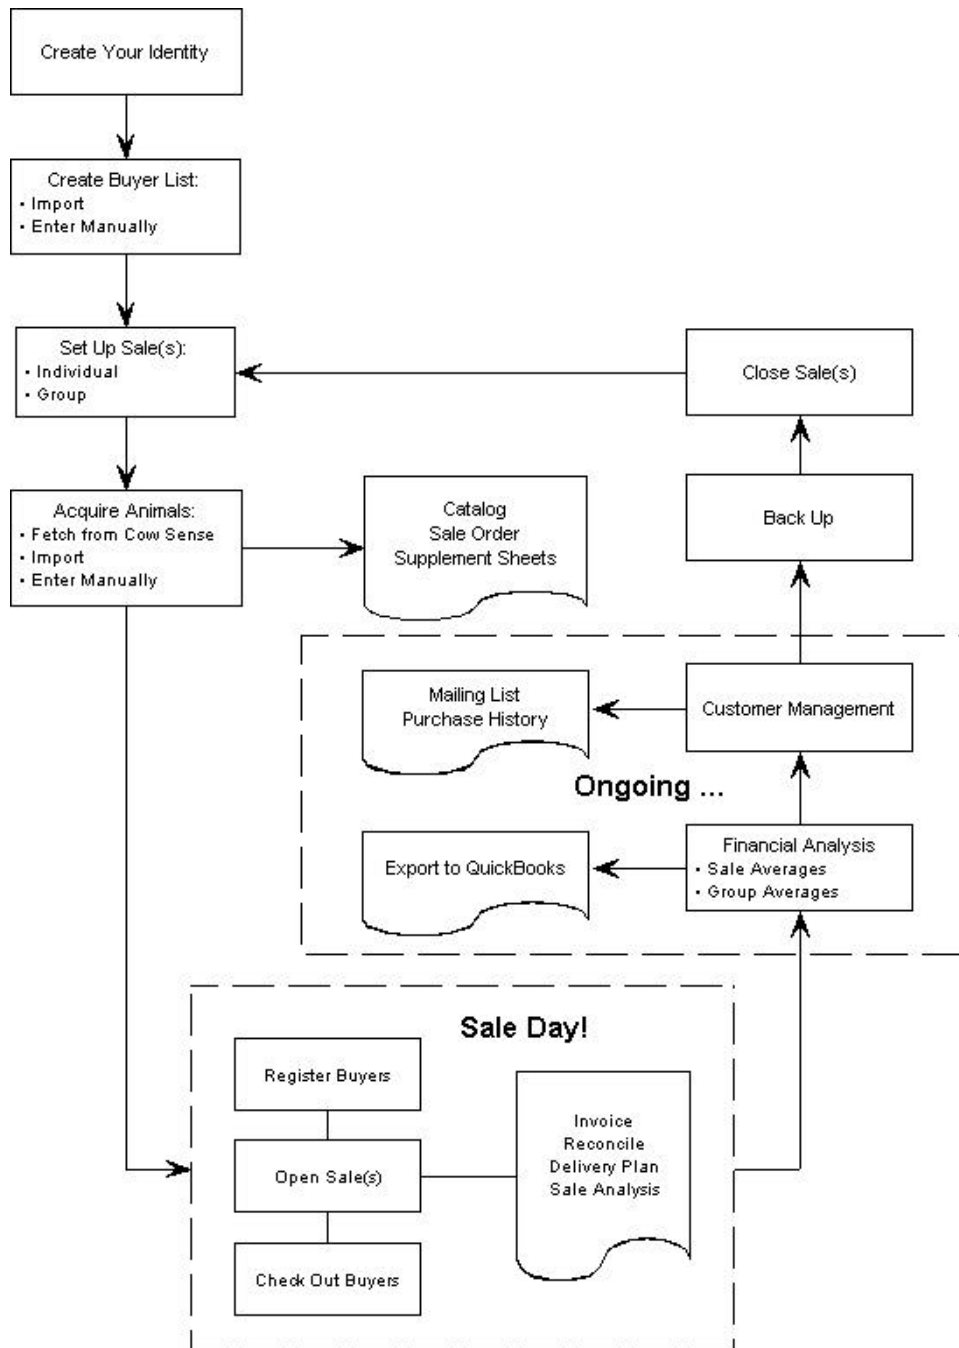 Create Your Identity
Create Buyer List:
• Import
• Enter Manually
Set Up Sale(s):
• Individual
• Group
Close Sale(s)
Acquire Animals:
• Fetch from Cow Sense
• Import
• Enter Manually
Catalog
Sale Order
Supplement Sheets
Back Up
Mailing List
Purchase History
Customer Management
Ongoing ...
Export to QuickBooks
Financial Analysis
• Sale Averages
• Group Averages
Sale Day!
Register Buyers
Open Sale(s)
Check Out Buyers
Invoice
Reconcile
Delivery Plan
Sale Analysis